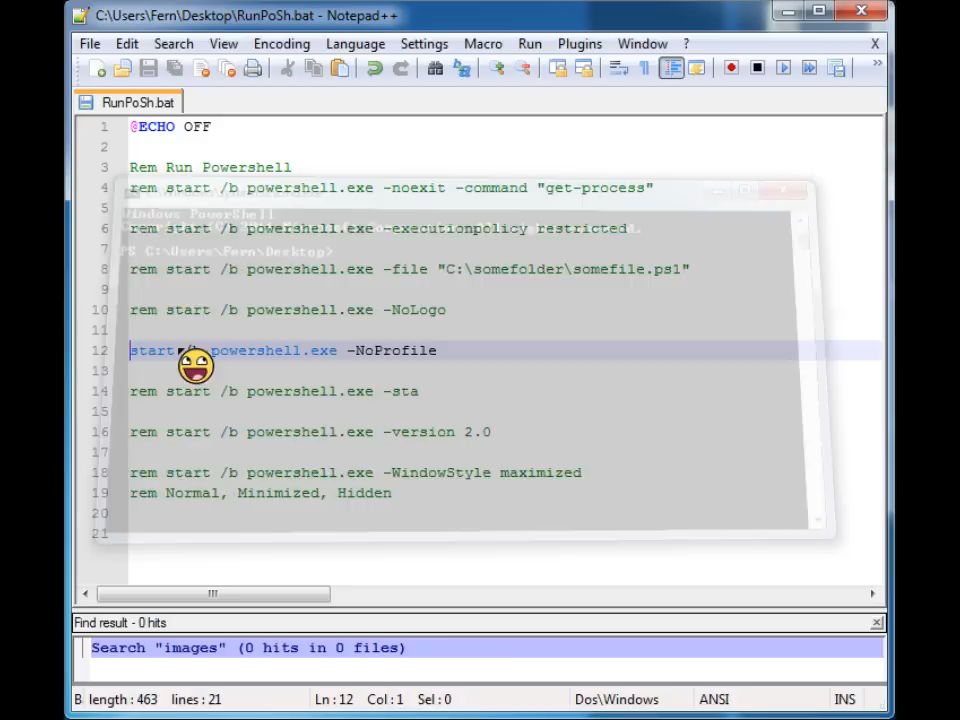 C:\Users\Fern\Desktop\RunPoSh.bat - Notepad++
File Edit Search View Encoding Language Settings Macro Run Plugins Window ? X
RunPoSh.bat
1 @ECHO OFF
2
3 Rem Run Powershell
4 rem start /b powershell.exe -noexit -command "get-process"
Windows PowerShell
5
6 rem start /b powershell.exe -executionpolicy restricted
7
PS C:\Users\Fern\Desktop>
8 rem start /b powershell.exe -file "C:\somefolder\somefile.ps1"
9
10 rem start /b powershell.exe -NoLogo
11
12 start /b powershell.exe -NoProfile
13
14 rem start /b powershell.exe -sta
15
16 rem start /b powershell.exe -version 2.0
17
18 rem start /b powershell.exe -WindowStyle maximized
19 rem Normal, Minimized, Hidden
20
21
Find result - 0 hits
Search "images" (0 hits in 0 files)
B length : 463 lines : 21 Ln : 12 Col : 1 Sel : 0 Dos\Windows ANSI INS